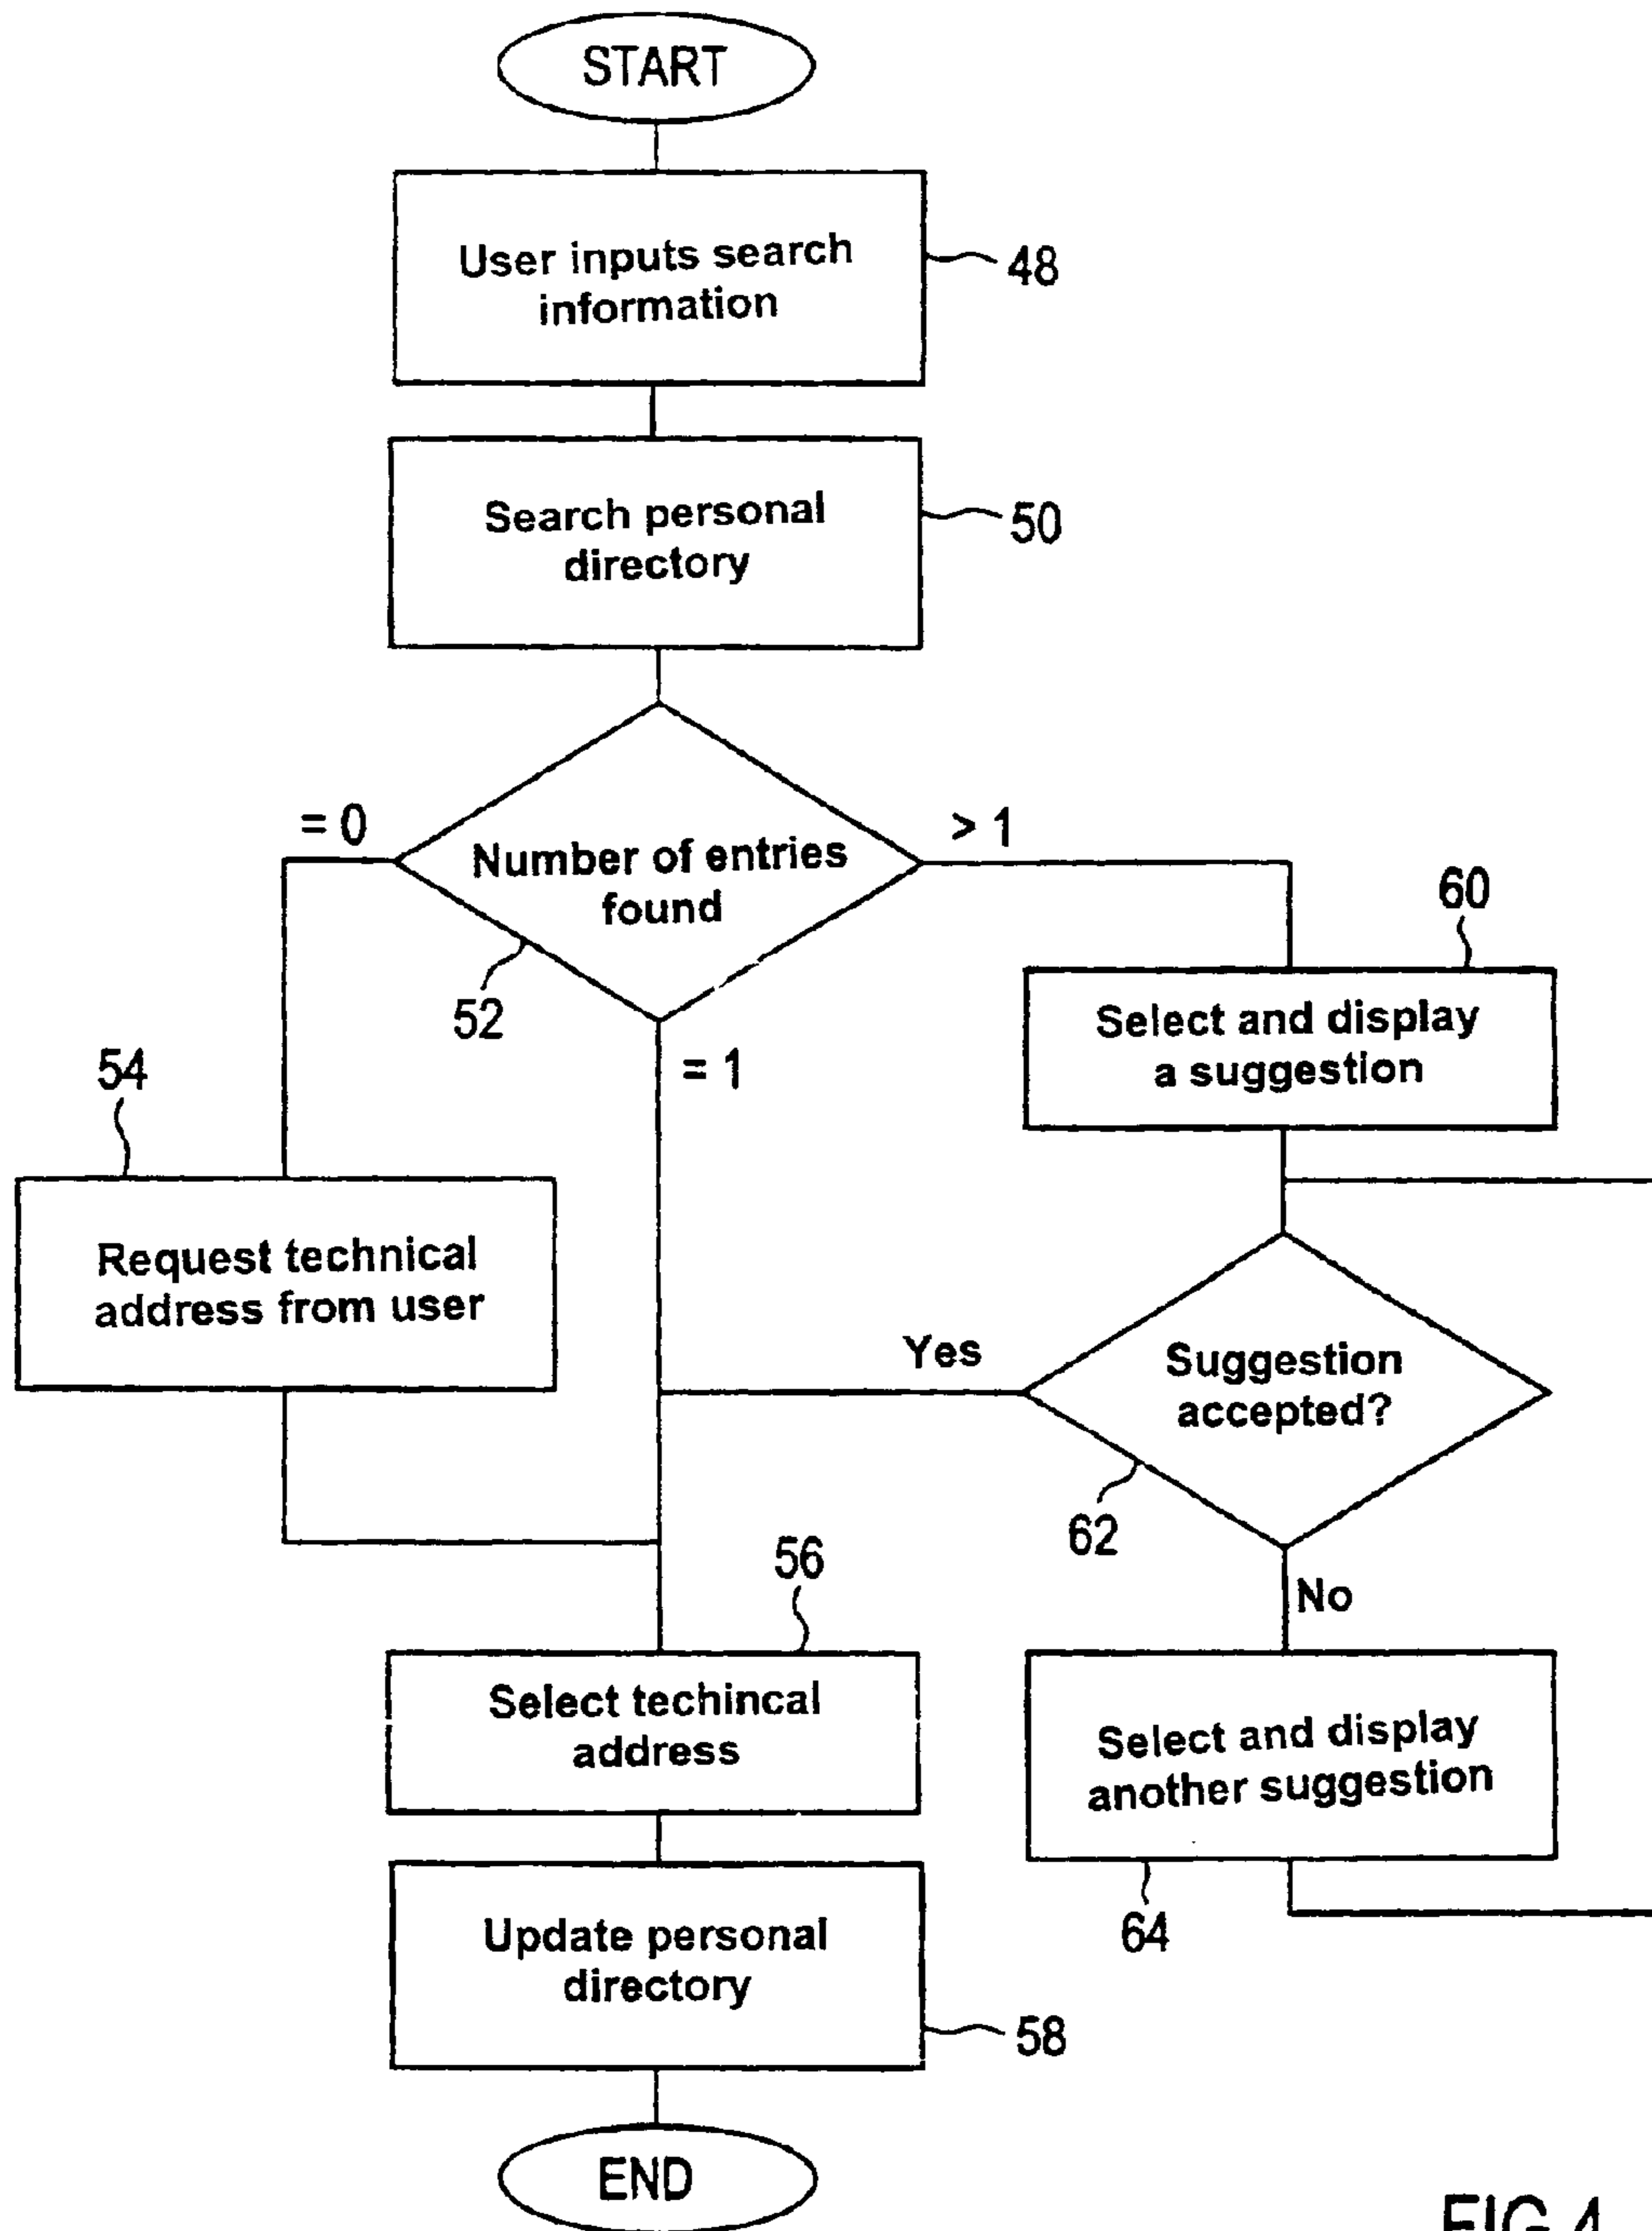 START
User inputs search
information
48
Search personal
directory
50
= 0
> 1
Number of entries
found
52
= 1
60
Select and display
a suggestion
54
Request technical
address from user
Yes
Suggestion
accepted?
62
No
56
Select techincal
address
Select and display
another suggestion
64
Update personal
directory
58
END
FIG 4